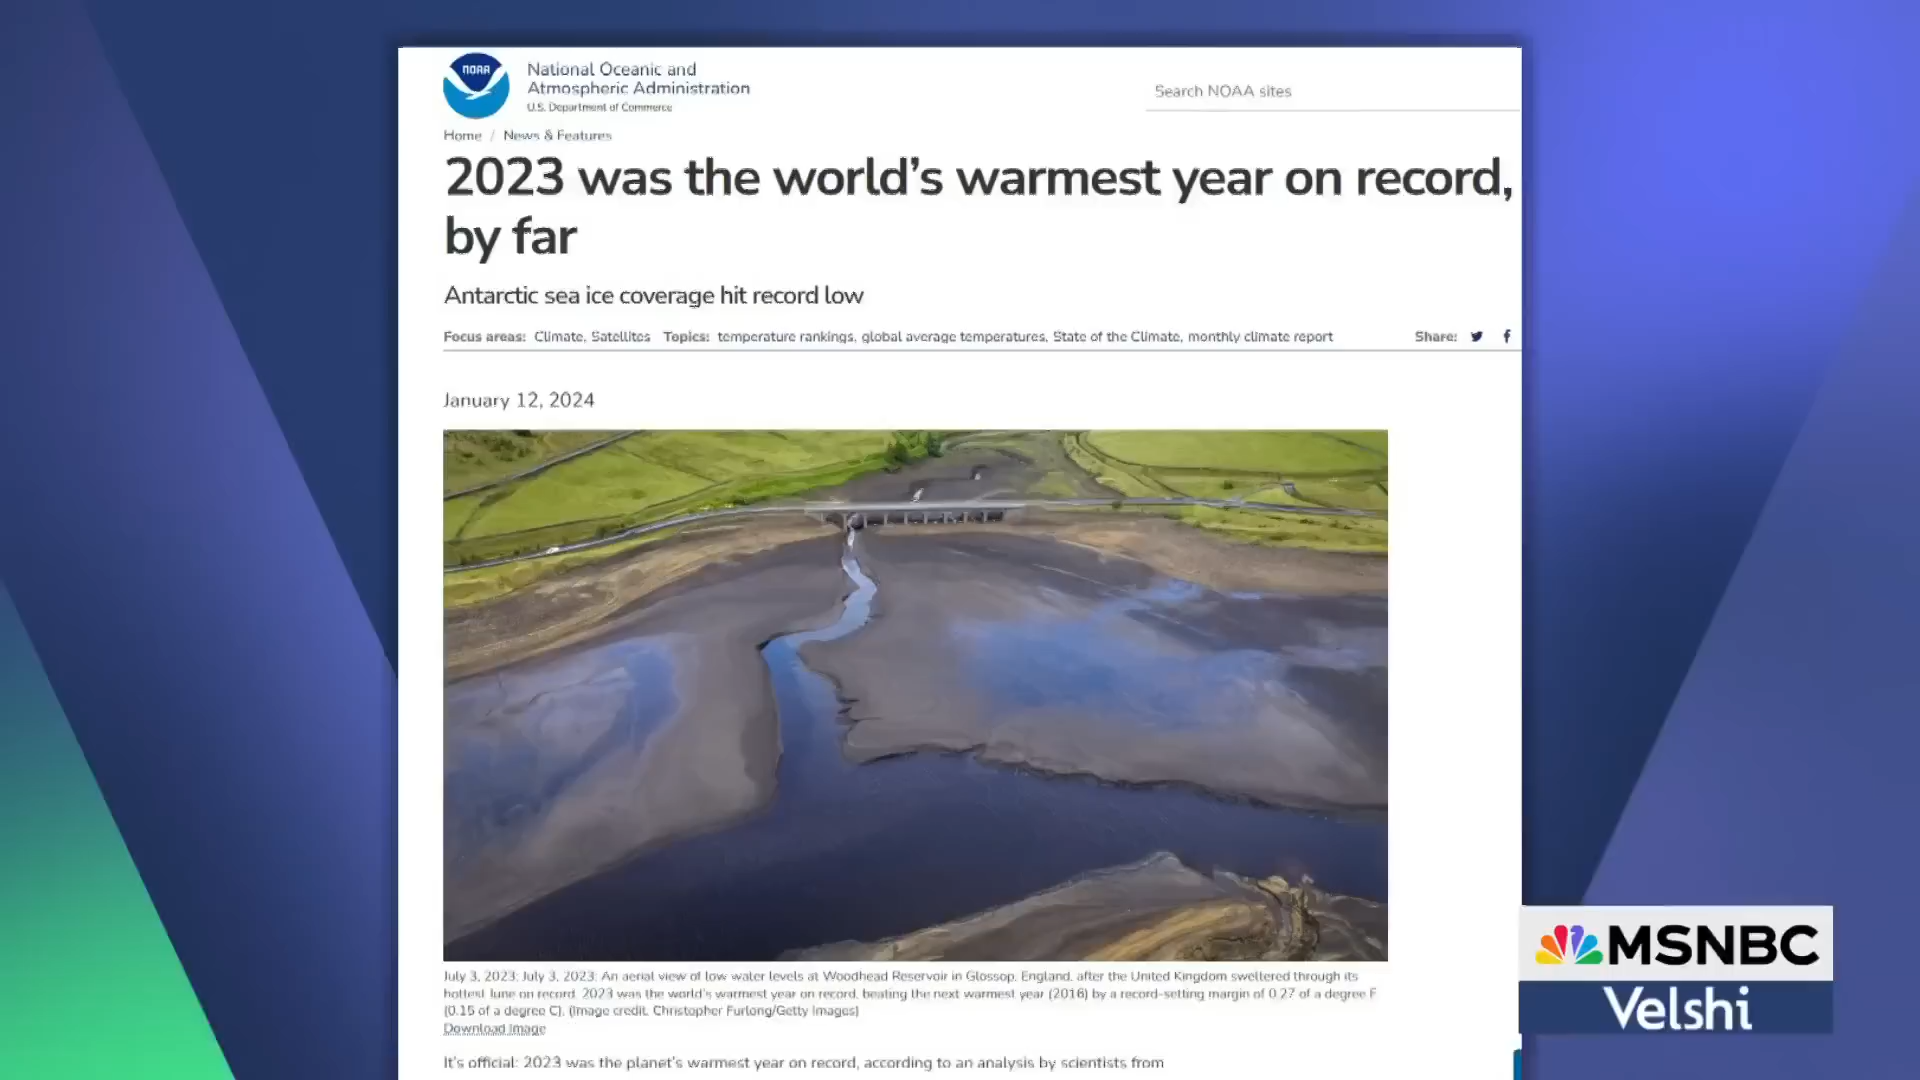 NOAA
National Oceanic and
Atmospheric Administration
U.S. Department of Commerce
Search NOAA sites
Home / News & Features
2023 was the world's warmest year on record,
by far
Antarctic sea ice coverage hit record low
Focus areas: Climate, Satellites Topics: temperature rankings, global average temperatures, State of the Climate, monthly climate report Share:
January 12, 2024
July 3, 2023: July 3, 2023: An aerial view of low water levels at Woodhead Reservoir in Glossop, England, after the United Kingdom sweltered through its
hottest June on record. 2023 was the world's warmest year on record, beating the next warmest year (2016) by a record-setting margin of 0.27 of a degree F
(0.15 of a degree C). (Image credit: Christopher Furlong/Getty Images)
Download Image
It's official: 2023 was the planet's warmest year on record, according to an analysis by scientists from
MSNBC
Velshi